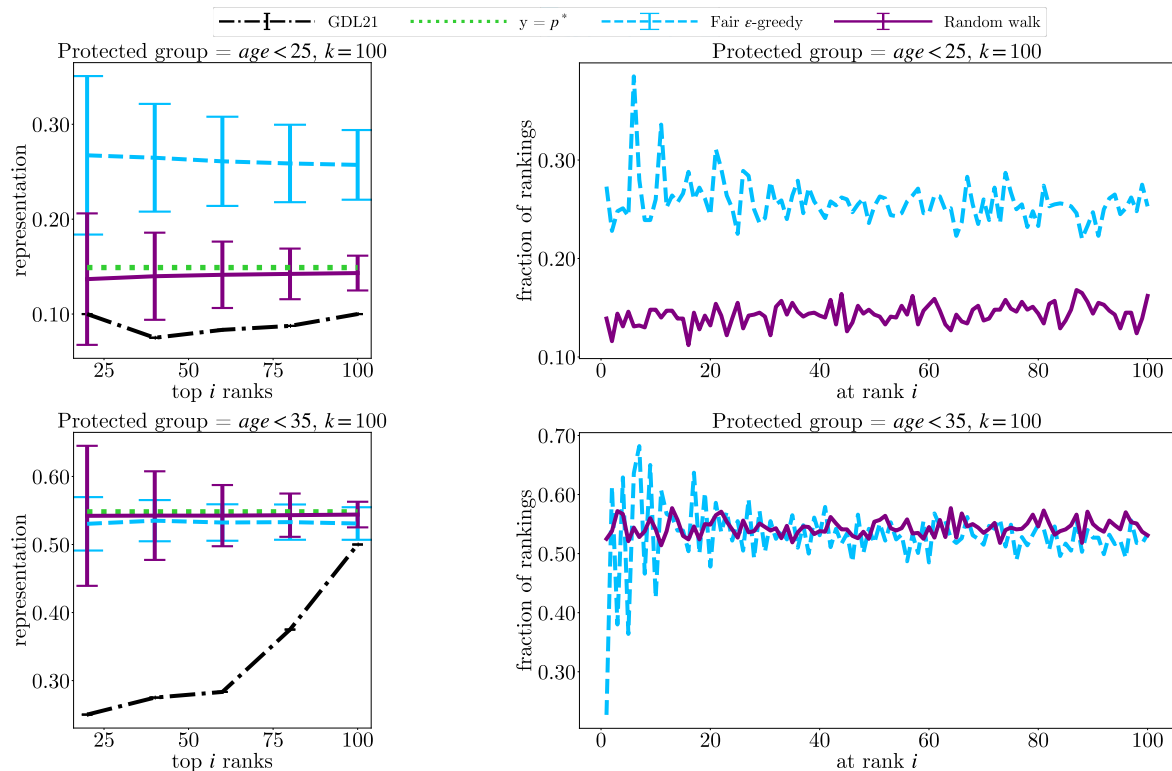 GDL21 y = p* Fair ε-greedy Random walk
Protected group = age < 25, k = 100
representation
0.30
0.20
0.10
25 50 75 100
top i ranks
Protected group = age < 25, k = 100
fraction of rankings
0.30
0.20
0.10
0 20 40 60 80 100
at rank i
Protected group = age < 35, k = 100
representation
0.60
0.50
0.30
25 50 75 100
top i ranks
Protected group = age < 35, k = 100
fraction of rankings
0.70
0.60
0.50
0.40
0.30
0 20 40 60 80 100
at rank i